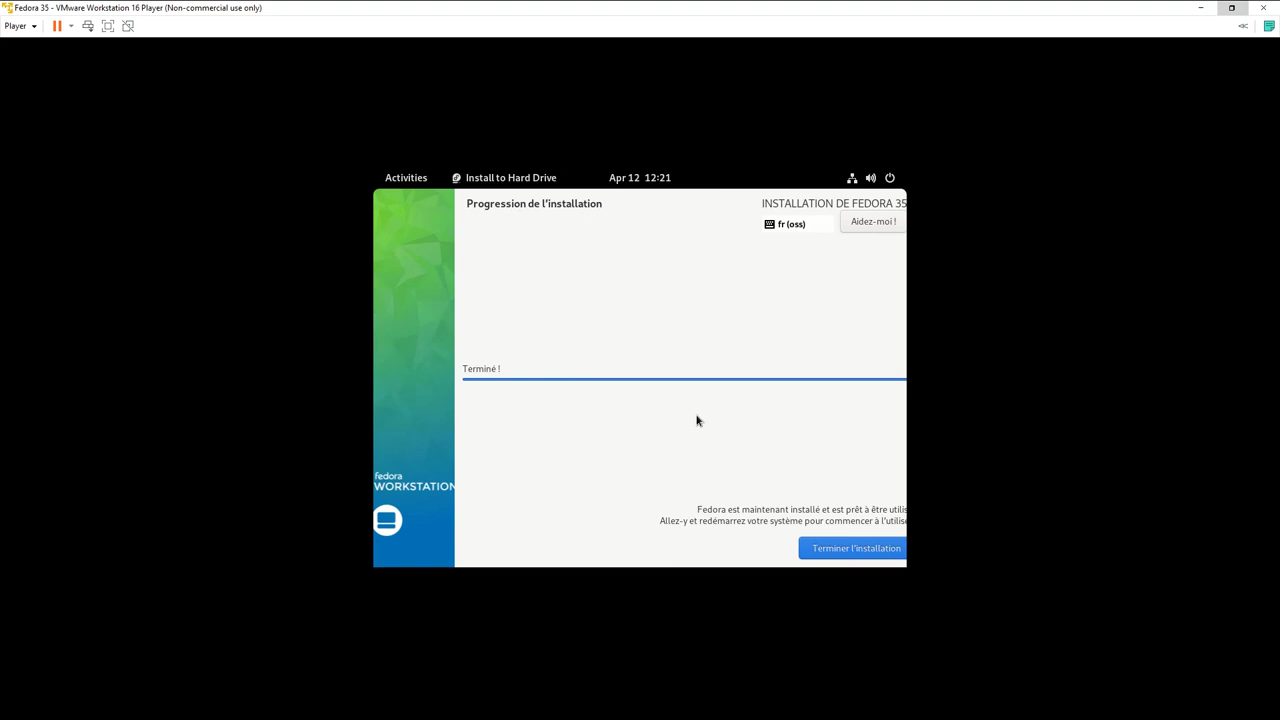 Fedora 35 - VMware Workstation 16 Player (Non-commercial use only)
Player
Activities
Install to Hard Drive
Apr 12 12:21
Progression de l'installation
INSTALLATION DE FEDORA 35
fr (oss)
Aidez-moi !
Terminé !
fedora
WORKSTATION
Fedora est maintenant installé et est prêt à être utilis
Allez-y et redémarrez votre système pour commencer à l'utilise
Terminer l'installation